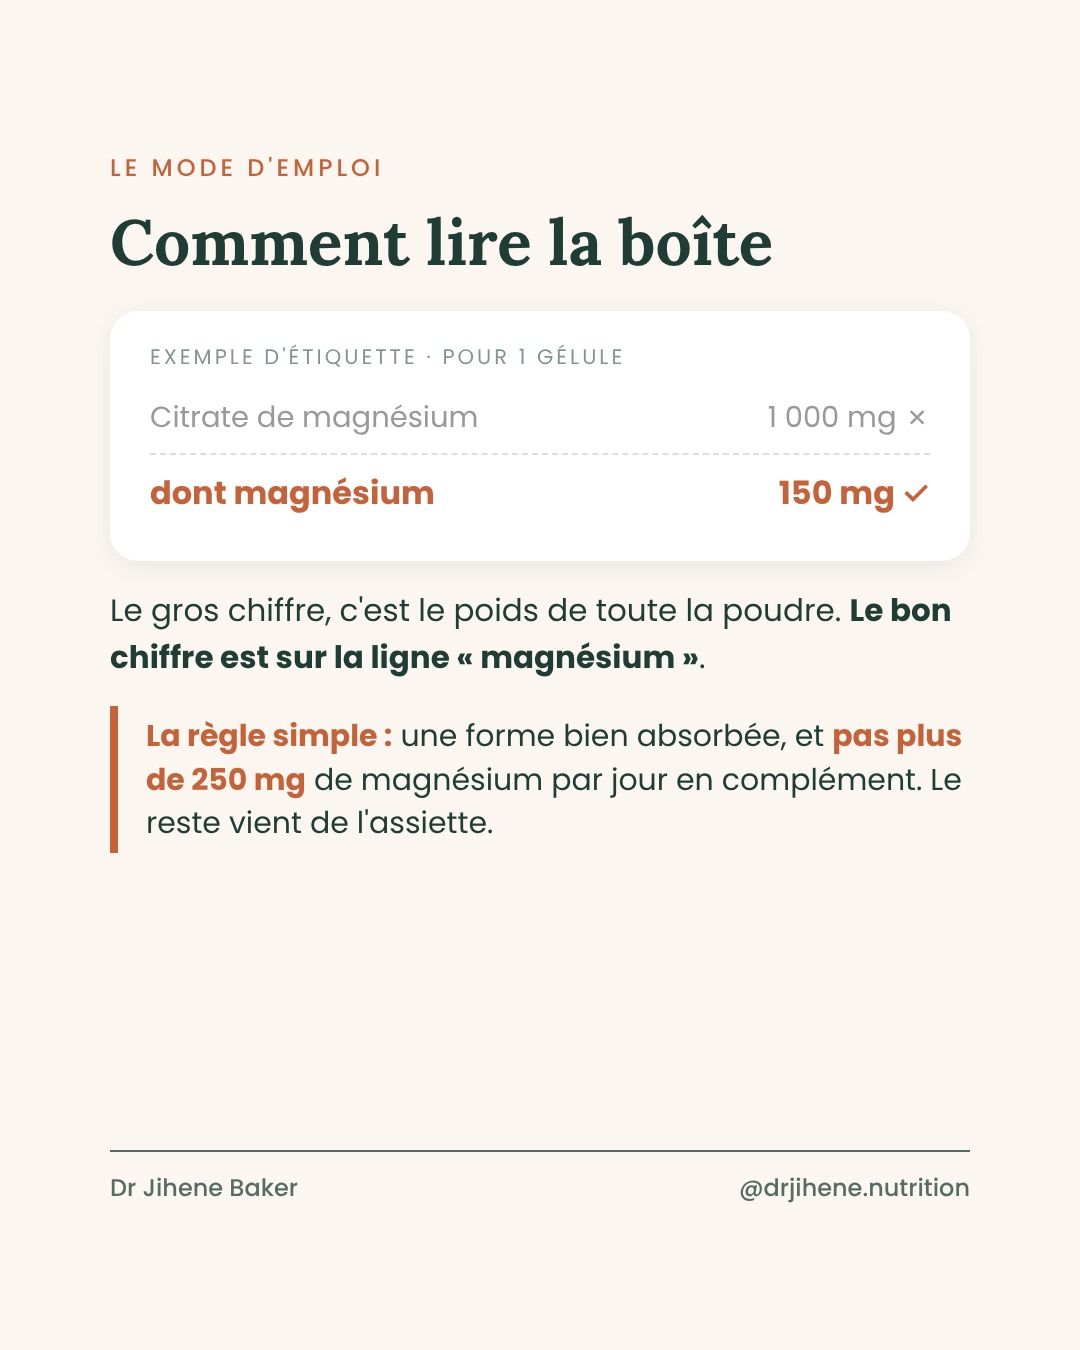 LE MODE D'EMPLOI
Comment lire la boîte
EXEMPLE D'ÉTIQUETTE · POUR 1 GÉLULE
Citrate de magnésium 1 000 mg ×
dont magnésium 150 mg ✓
Le gros chiffre, c'est le poids de toute la poudre. Le bon
chiffre est sur la ligne « magnésium ».
La règle simple : une forme bien absorbée, et pas plus
de 250 mg de magnésium par jour en complément. Le
reste vient de l'assiette.
Dr Jihene Baker @drjihene.nutrition